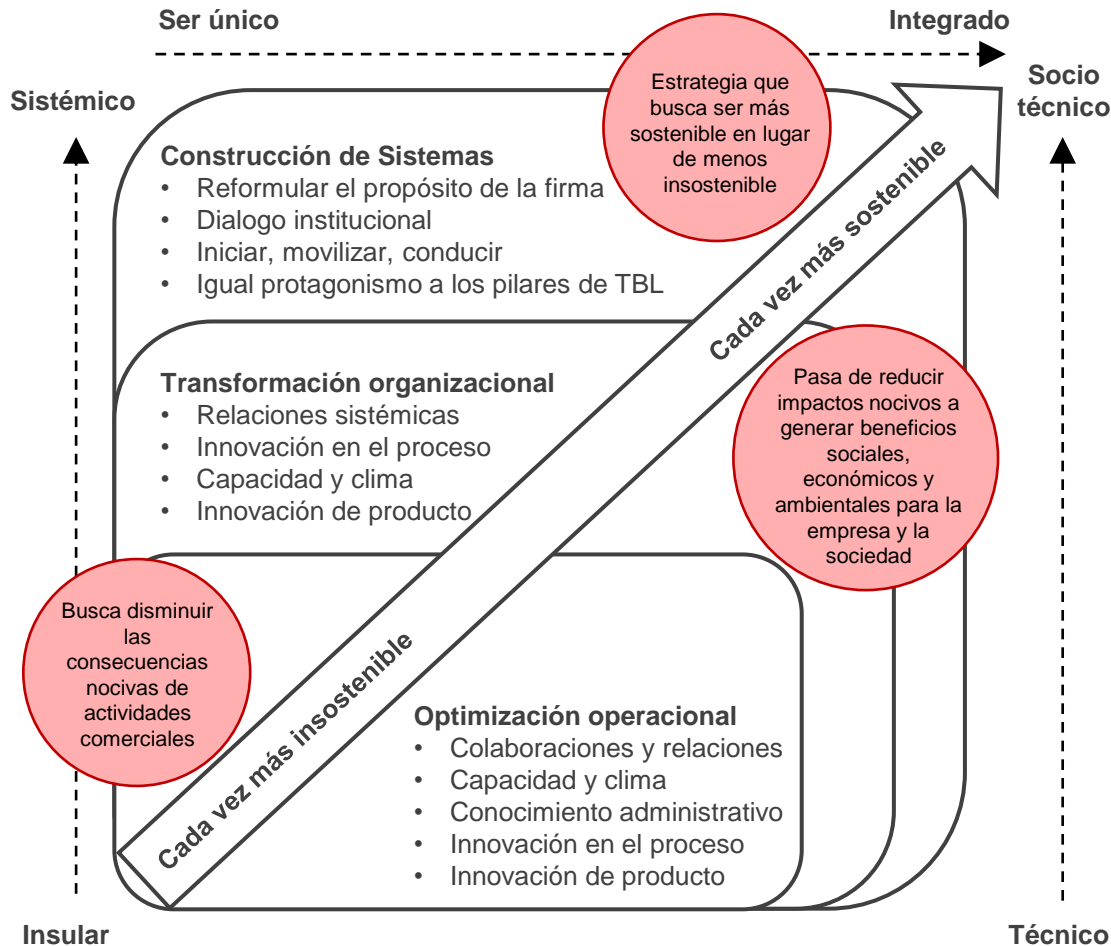 Ser único
Integrado
Sistémico
Socio
técnico
Estrategia que
busca ser más
sostenible en lugar
de menos
insostenible
Construcción de Sistemas
• Reformular el propósito de la firma
• Dialogo institucional
• Iniciar, movilizar, conducir
• Igual protagonismo a los pilares de TBL
Cada vez más sostenible
Transformación organizacional
• Relaciones sistémicas
• Innovación en el proceso
• Capacidad y clima
• Innovación de producto
Pasa de reducir
impactos nocivos a
generar beneficios
sociales,
económicos y
ambientales para la
empresa y la
sociedad
Busca disminuir
las
consecuencias
nocivas de
actividades
comerciales
Cada vez más insostenible
Optimización operacional
• Colaboraciones y relaciones
• Capacidad y clima
• Conocimiento administrativo
• Innovación en el proceso
• Innovación de producto
Insular
Técnico